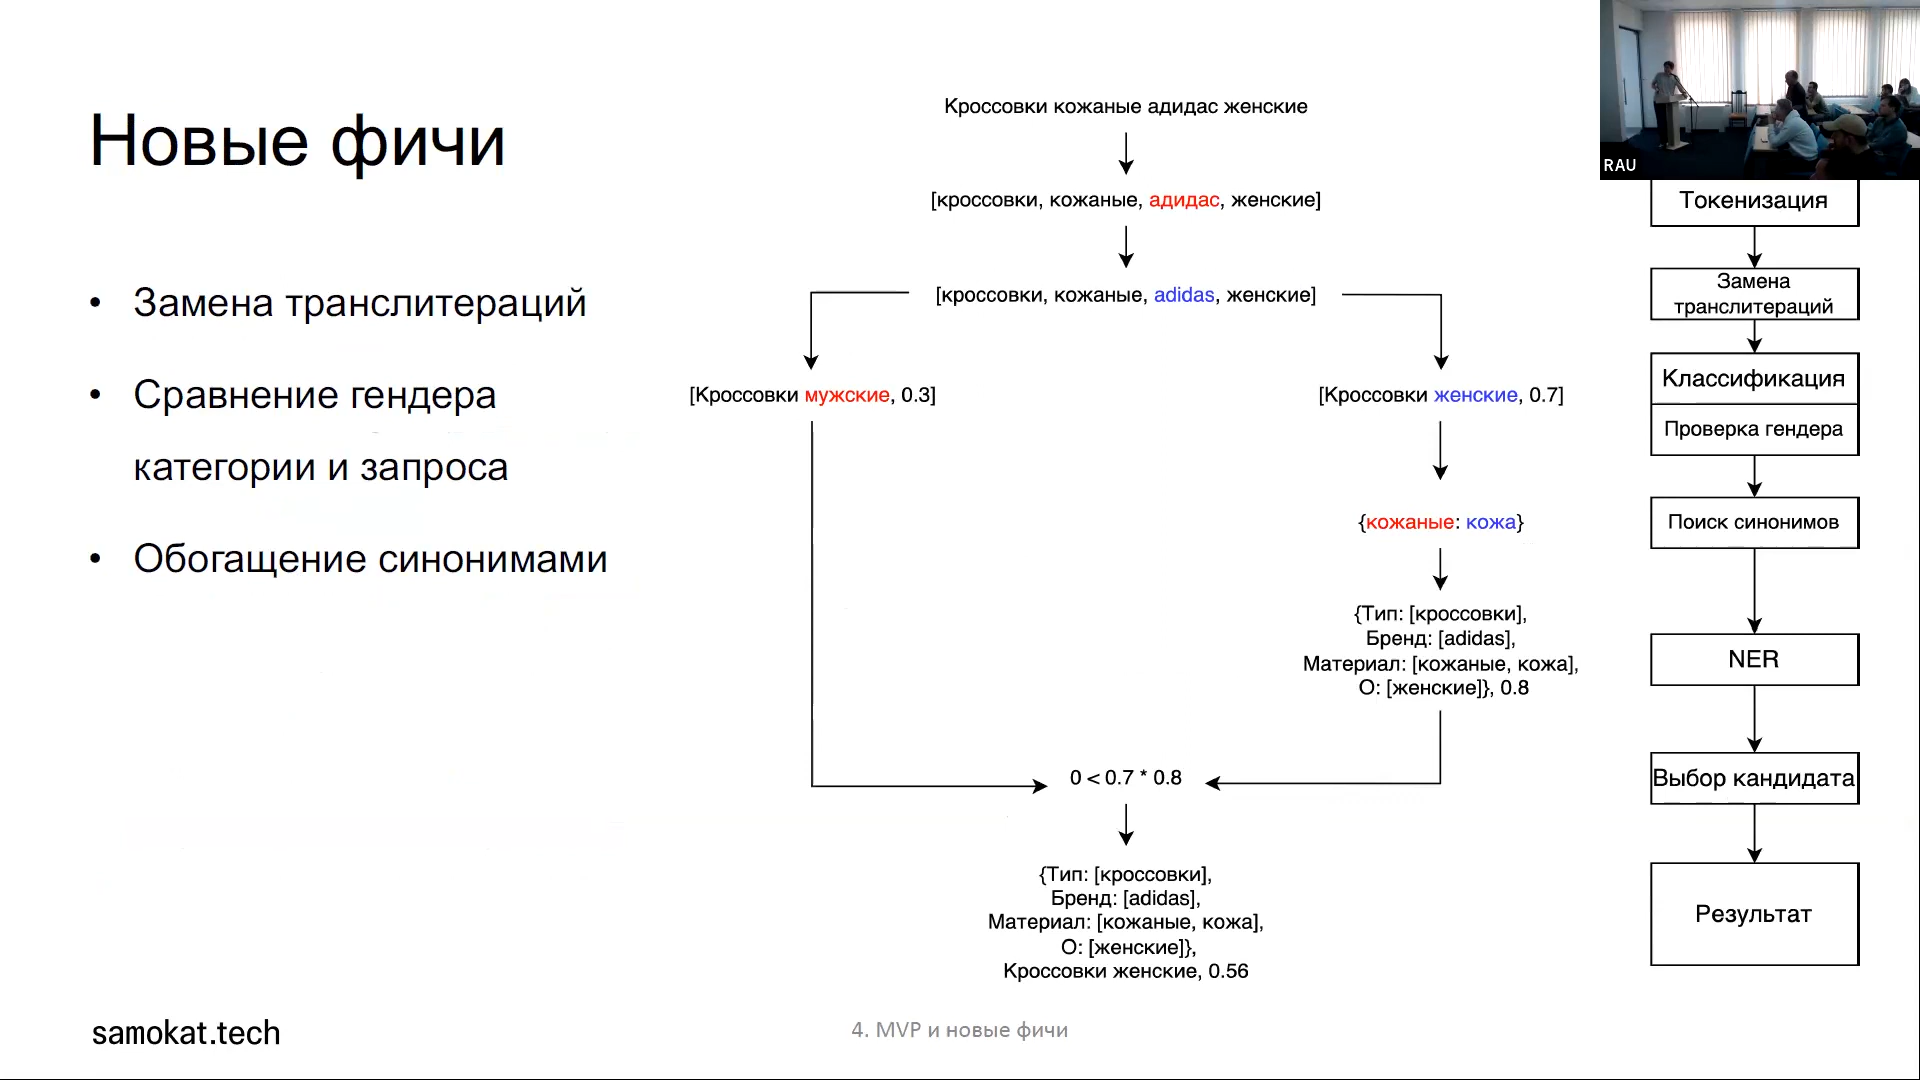 Новые фичи
• Замена транслитераций
• Сравнение гендера
категории и запроса
• Обогащение синонимами
Кроссовки кожаные адидас женские
[кроссовки, кожаные, адидас, женские]
[кроссовки, кожаные, adidas, женские]
[Кроссовки мужские, 0.3]
[Кроссовки женские, 0.7]
{кожаные: кожа}
{Тип: [кроссовки],
Бренд: [adidas],
Материал: [кожаные, кожа],
О: [женские]}, 0.8
0 < 0.7 * 0.8
{Тип: [кроссовки],
Бренд: [adidas],
Материал: [кожаные, кожа],
О: [женские]},
Кроссовки женские, 0.56
RAU
Токенизация
Замена
транслитераций
Классификация
Проверка гендера
Поиск синонимов
NER
Выбор кандидата
Результат
samokat.tech
4. MVP и новые фичи